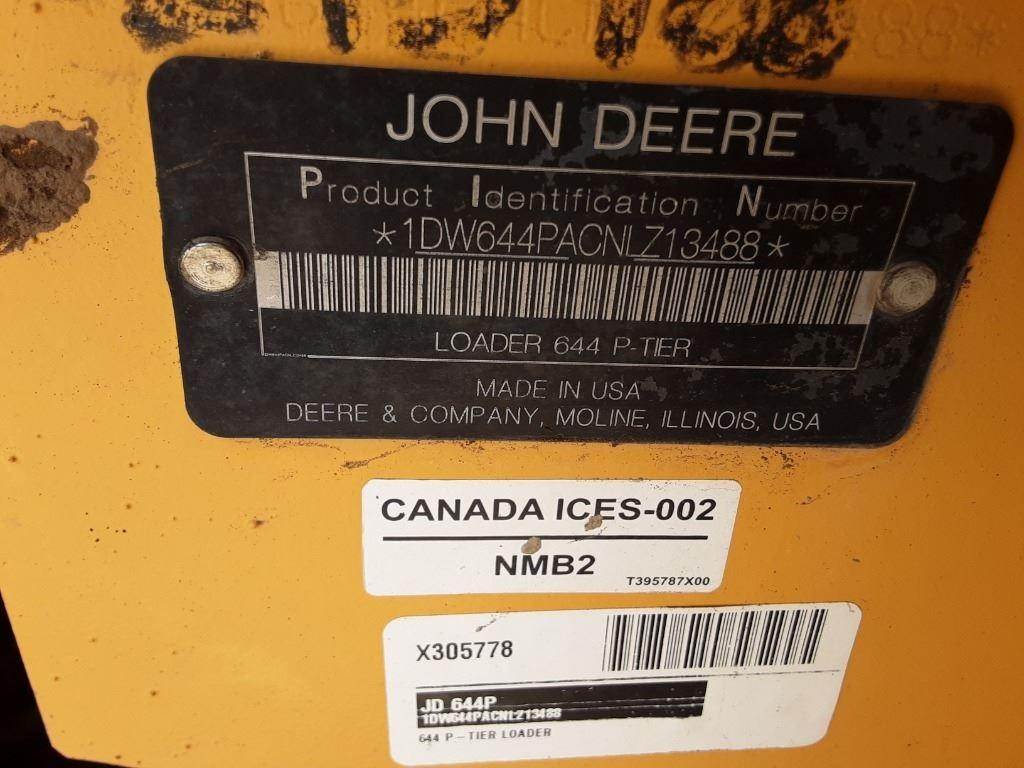 JOHN DEERE
Product Identification Number
*1DW644PACNLZ13488*
LOADER 644 P-TIER
MADE IN USA
DEERE & COMPANY, MOLINE, ILLINOIS, USA
CANADA ICES-002
NMB2
T395787X00
X305778
JD 644P
1DW644PACNLZ13488
644 P-TIER LOADER